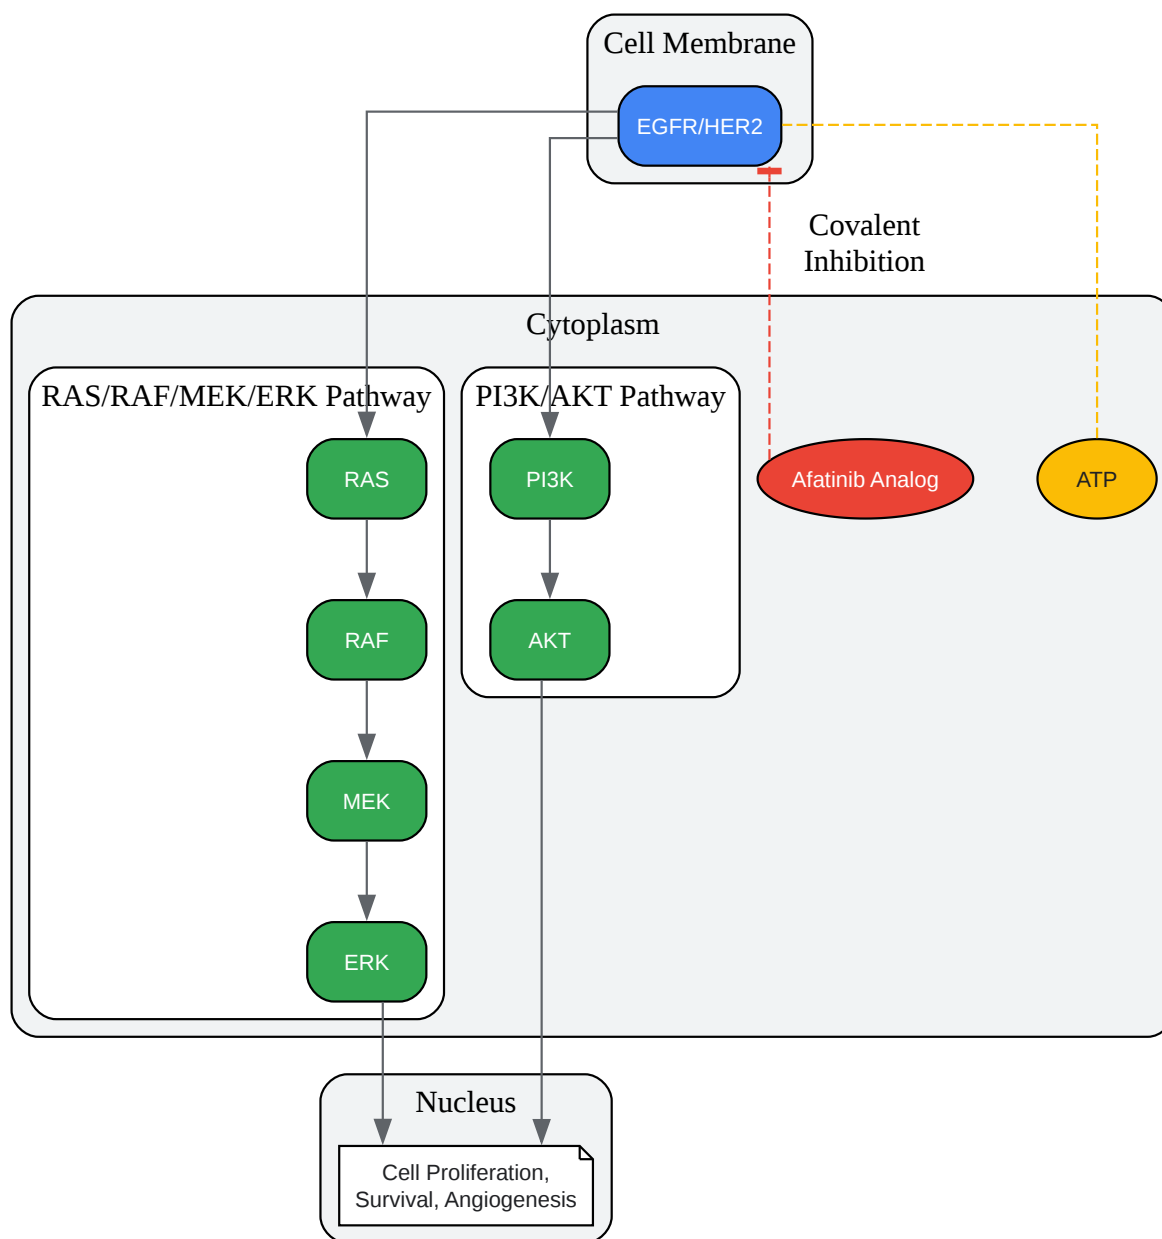 Cell Membrane
EGFR/HER2
Covalent
Inhibition
Cytoplasm
RAS/RAF/MEK/ERK Pathway
PI3K/AKT Pathway
RAS
PI3K
Afatinib Analog
ATP
RAF
AKT
MEK
ERK
Nucleus
Cell Proliferation,
Survival, Angiogenesis